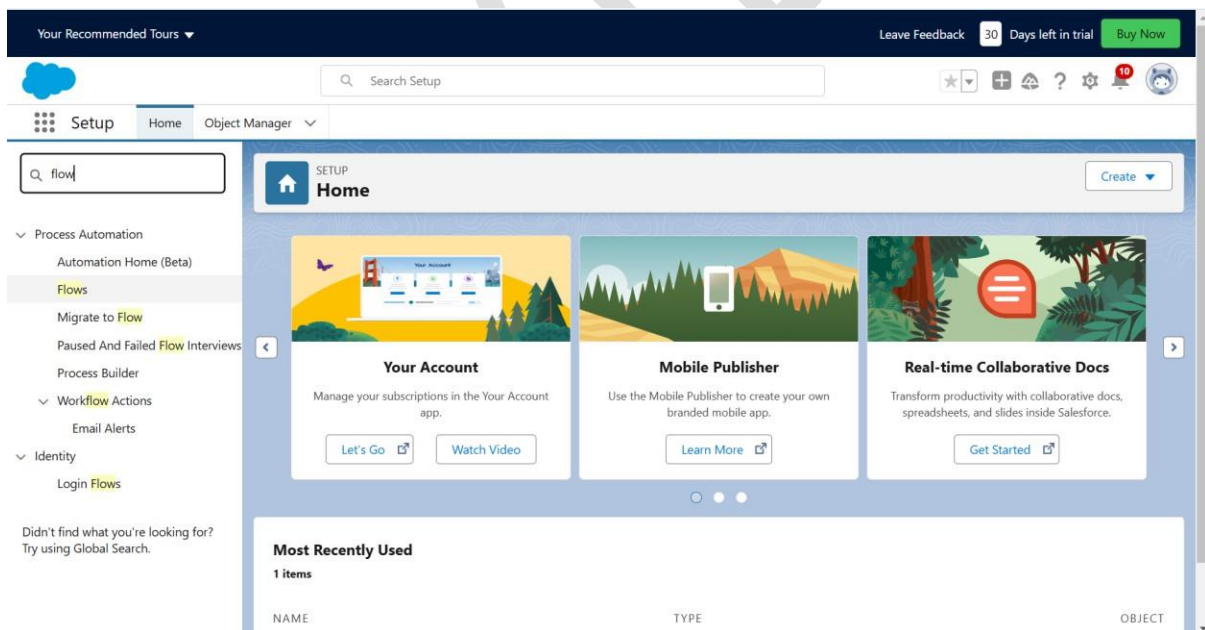 Your Recommended Tours
Leave Feedback 30 Days left in trial Buy Now
Search Setup
10
Setup Home Object Manager
flow
SETUP
Home
Create
Process Automation
Automation Home (Beta)
Flows
Migrate to Flow
Paused And Failed Flow Interviews
Process Builder
Workflow Actions
Email Alerts
Identity
Login Flows
Didn't find what you're looking for?
Try using Global Search.
Your Account
Your Account
Manage your subscriptions in the Your Account
app.
Let's Go Watch Video
Mobile Publisher
Use the Mobile Publisher to create your own
branded mobile app.
Learn More
Real-time Collaborative Docs
Transform productivity with collaborative docs,
spreadsheets, and slides inside Salesforce.
Get Started
Most Recently Used
1 items
NAME TYPE OBJECT